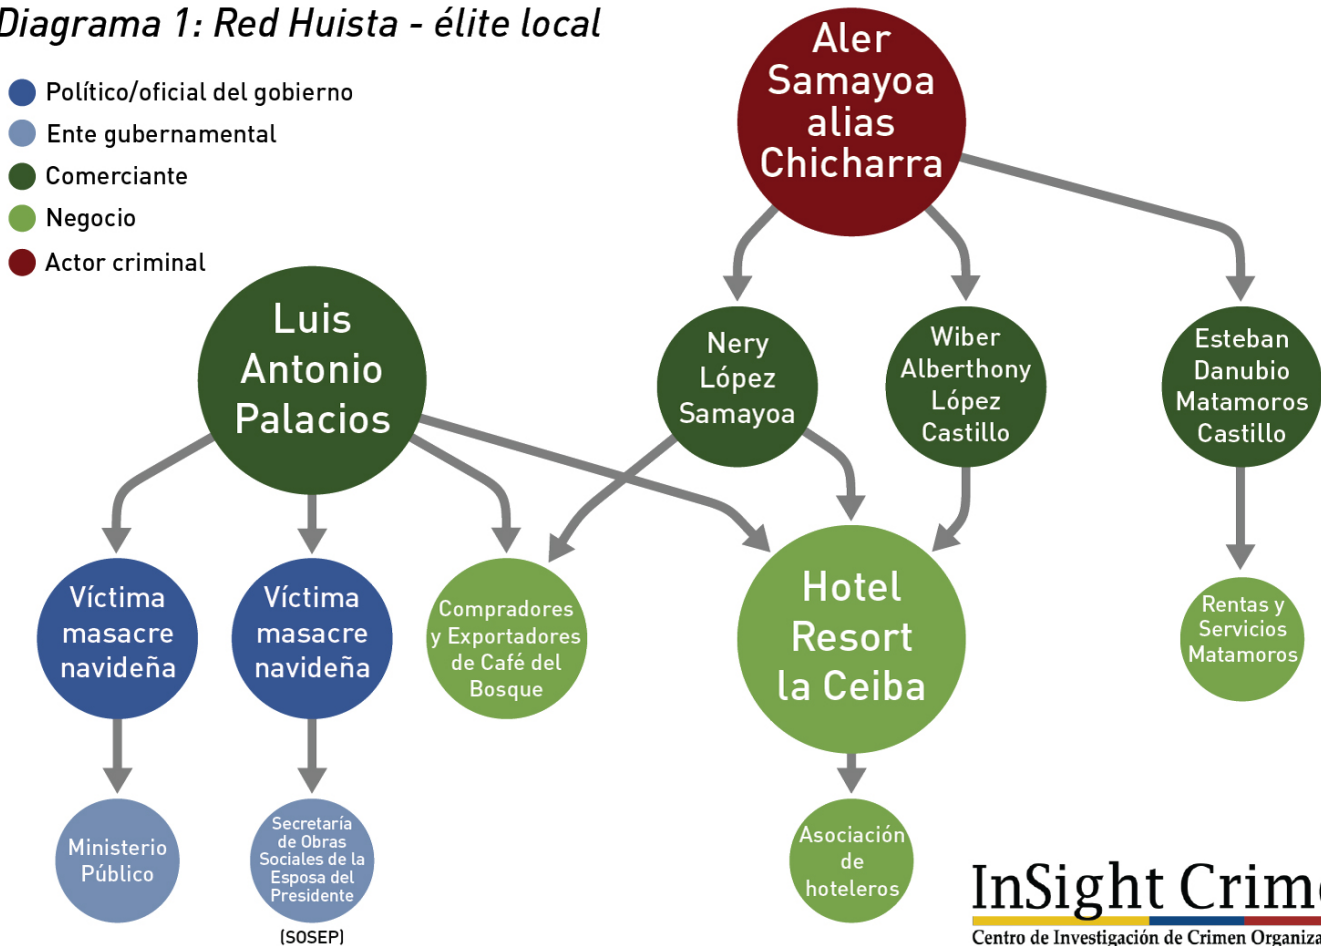 Diagrama 1: Red Huista - élite local
Político/oficial del gobierno
Ente gubernamental
Comerciante
Negocio
Actor criminal
Aler
Samayoa
alias
Chicharra
Luis
Antonio
Palacios
Nery
López
Samayoa
Wiber
Alberthony
López
Castillo
Esteban
Danubio
Matamoros
Castillo
Víctima
masacre
navideña
Víctima
masacre
navideña
Compradores
y Exportadores
de Café del
Bosque
Hotel
Resort
la Ceiba
Rentas y
Servicios
Matamoros
Ministerio
Público
Secretaría
de Obras
Sociales de la
Esposa del
Presidente
(SOSEP)
Asociación
de
hoteleros
InSight Crime
Centro de Investigación de Crimen Organiza